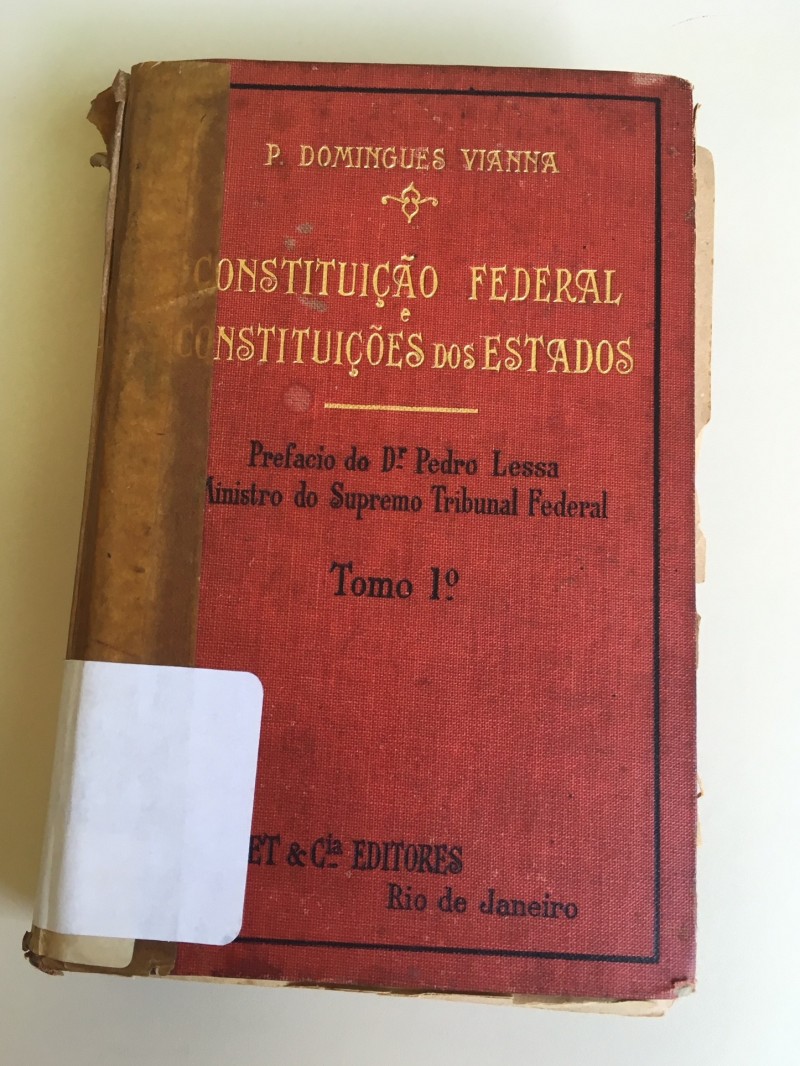 P. DOMINGUES VIANNA
CONSTITUIÇÃO FEDERAL
e
CONSTITUIÇÕES DOS ESTADOS
Prefacio do Dr Pedro Lessa
Ministro do Supremo Tribunal Federal
Tomo 1º
& Cia EDITORES
Rio de Janeiro